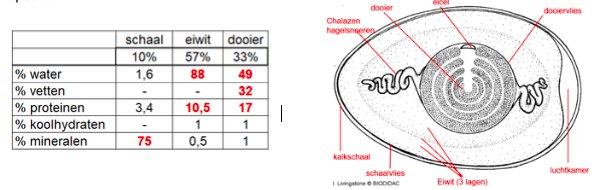 schaal eiwit dooier
10% 57% 33%
% water 1,6 88 49
% vetten - - 32
% proteinen 3,4 10,5 17
% koolhydraten - 1 1
% mineralen 75 0,5 1
eicel
dooier
dooiervlies
Chalazen
hagelsnoeren
kalkschaal
schaalvlies
Eiwit (3 lagen)
luchtkamer
I. Livingstone © BIODIDAC